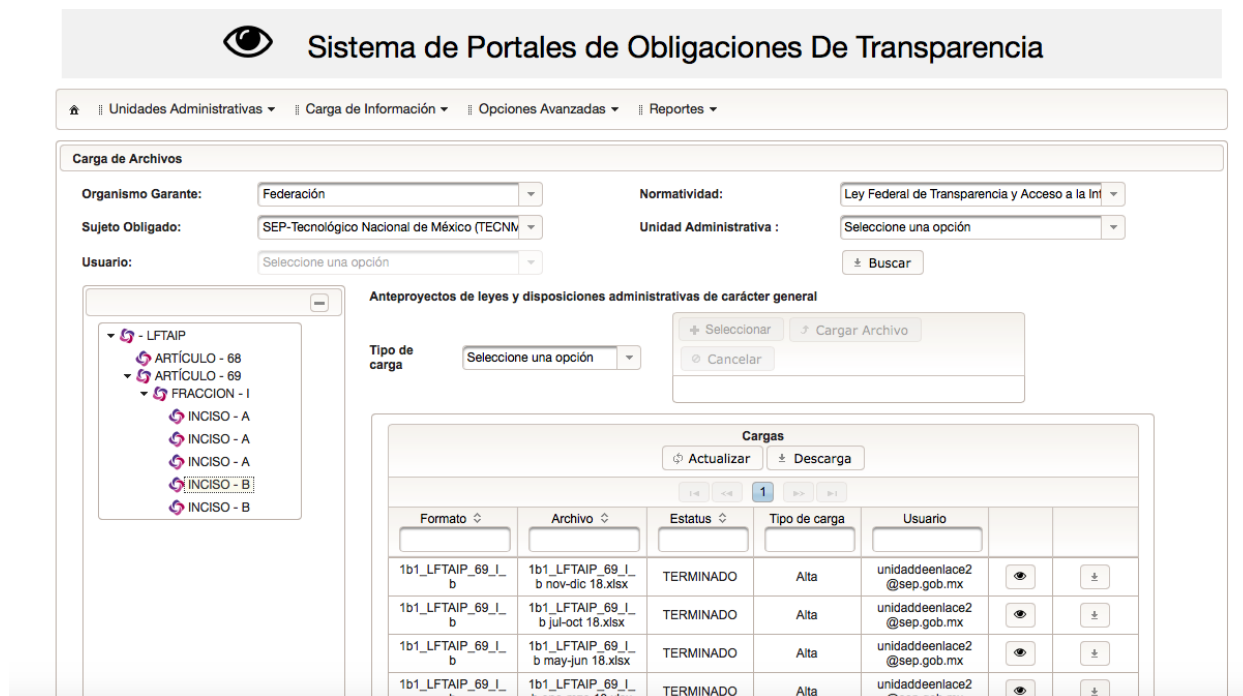 Sistema de Portales de Obligaciones De Transparencia
Unidades Administrativas
Carga de Información
Opciones Avanzadas
Reportes
Carga de Archivos
Organismo Garante:
Federación
Normatividad:
Ley Federal de Transparencia y Acceso a la Inf
Sujeto Obligado:
SEP-Tecnológico Nacional de México (TECNM
Unidad Administrativa :
Seleccione una opción
Usuario:
Seleccione una opción
Buscar
- LFTAIP
ARTÍCULO - 68
ARTÍCULO - 69
FRACCION - I
INCISO - A
INCISO - A
INCISO - A
INCISO - B
INCISO - B
Anteproyectos de leyes y disposiciones administrativas de carácter general
Tipo de
carga
Seleccione una opción
Seleccionar
Cargar Archivo
Cancelar
Cargas
Actualizar
Descarga
1
Formato
Archivo
Estatus
Tipo de carga
Usuario
1b1_LFTAIP_69_I_
b
1b1_LFTAIP_69_I_
b nov-dic 18.xlsx
TERMINADO
Alta
unidaddeenlace2
@sep.gob.mx
1b1_LFTAIP_69_I_
b
1b1_LFTAIP_69_I_
b jul-oct 18.xlsx
TERMINADO
Alta
unidaddeenlace2
@sep.gob.mx
1b1_LFTAIP_69_I_
b
1b1_LFTAIP_69_I_
b may-jun 18.xlsx
TERMINADO
Alta
unidaddeenlace2
@sep.gob.mx
1b1_LFTAIP_69_I_
1b1_LFTAIP_69_I_
TERMINADO
Alta
unidaddeenlace2